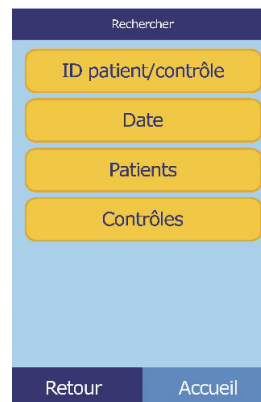 Rechercher
ID patient/contrôle
Date
Patients
Contrôles
Retour Accueil